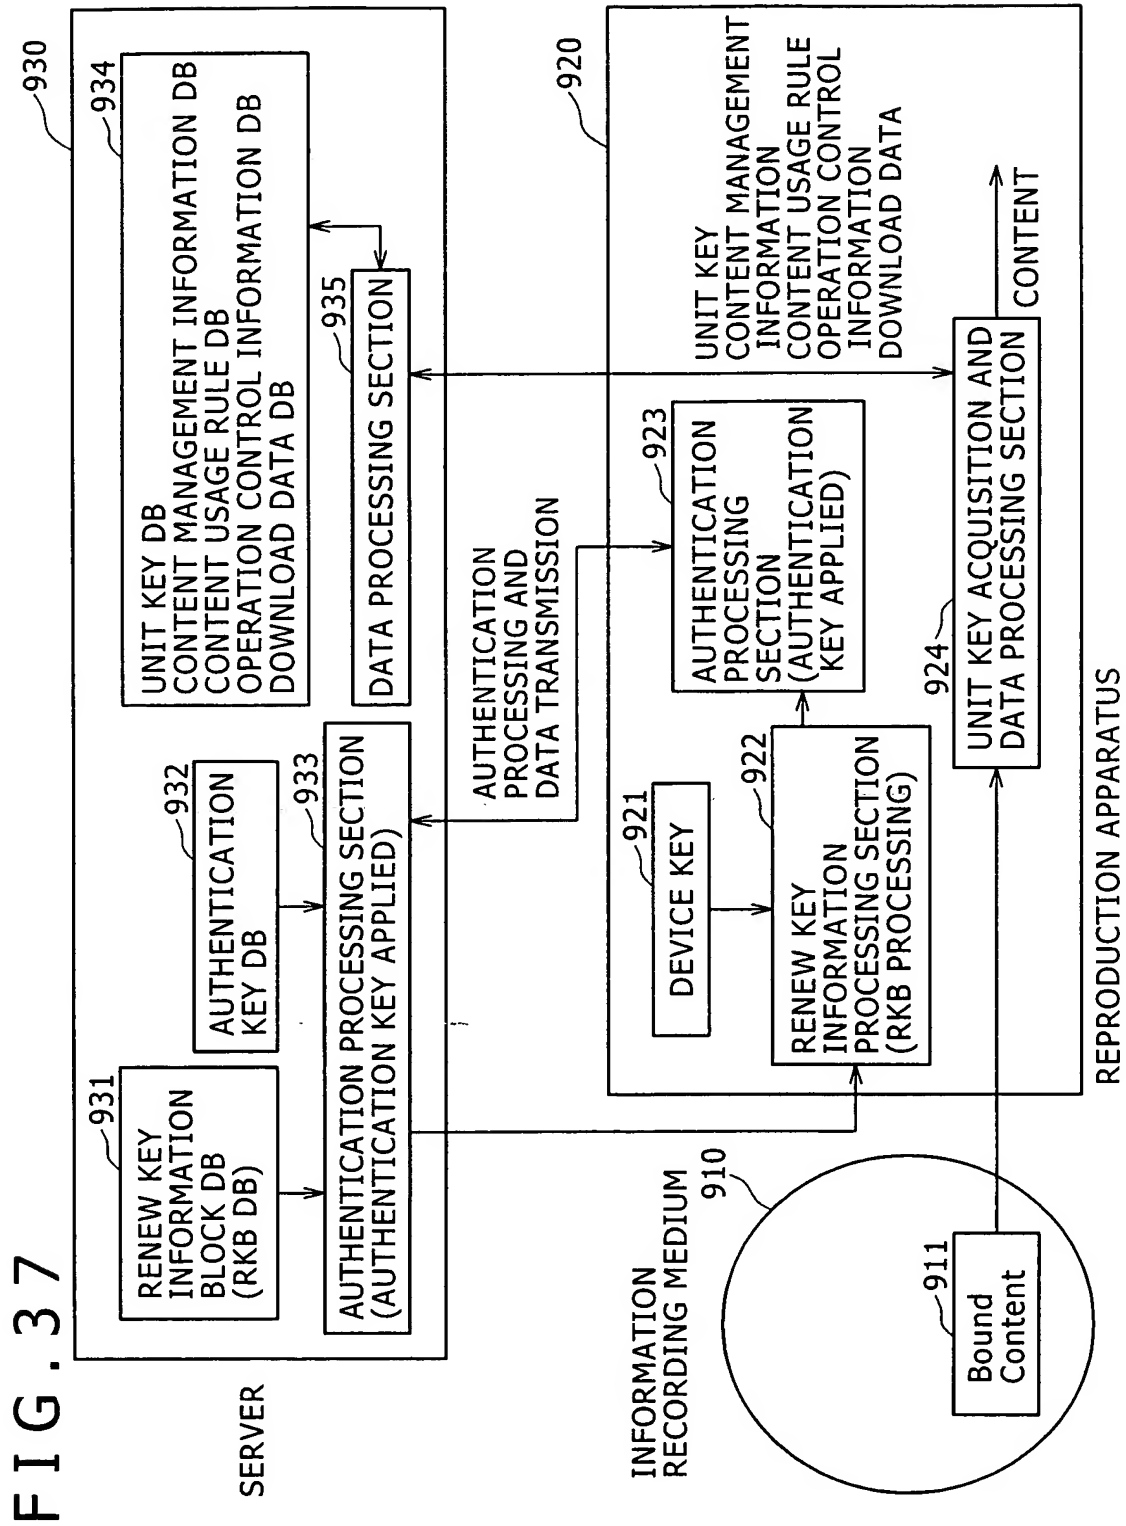 FIG.37
SERVER
930
931
RENEW KEY
INFORMATION
BLOCK DB
(RKB DB)
932
AUTHENTICATION
KEY DB
933
AUTHENTICATION PROCESSING SECTION
(AUTHENTICATION KEY APPLIED)
934
UNIT KEY DB
CONTENT MANAGEMENT INFORMATION DB
CONTENT USAGE RULE DB
OPERATION CONTROL INFORMATION DB
DOWNLOAD DATA DB
935
DATA PROCESSING SECTION
AUTHENTICATION
PROCESSING AND
DATA TRANSMISSION
INFORMATION
RECORDING MEDIUM
910
911
Bound
Content
920
921
DEVICE KEY
922
RENEW KEY
INFORMATION
PROCESSING SECTION
(RKB PROCESSING)
923
AUTHENTICATION
PROCESSING
SECTION
(AUTHENTICATION
KEY APPLIED)
UNIT KEY
CONTENT MANAGEMENT
INFORMATION
CONTENT USAGE RULE
OPERATION CONTROL
INFORMATION
DOWNLOAD DATA
924
UNIT KEY ACQUISITION AND
DATA PROCESSING SECTION
CONTENT
REPRODUCTION APPARATUS